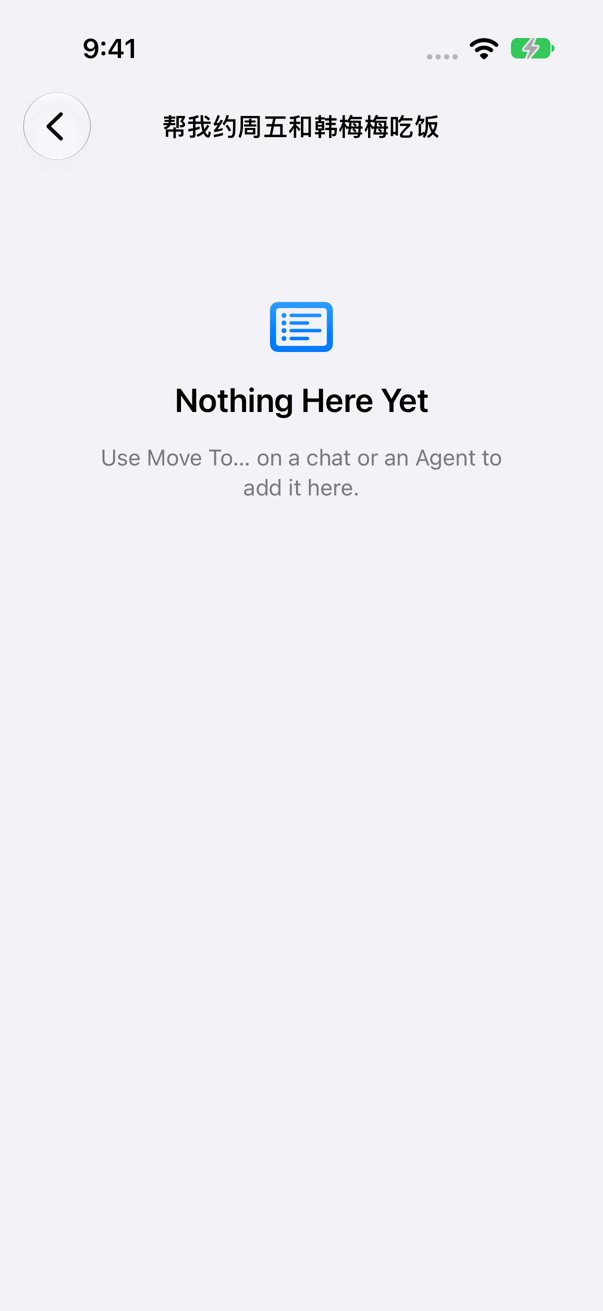 9:41
帮我约周五和韩梅梅吃饭
Nothing Here Yet
Use Move To... on a chat or an Agent to
add it here.